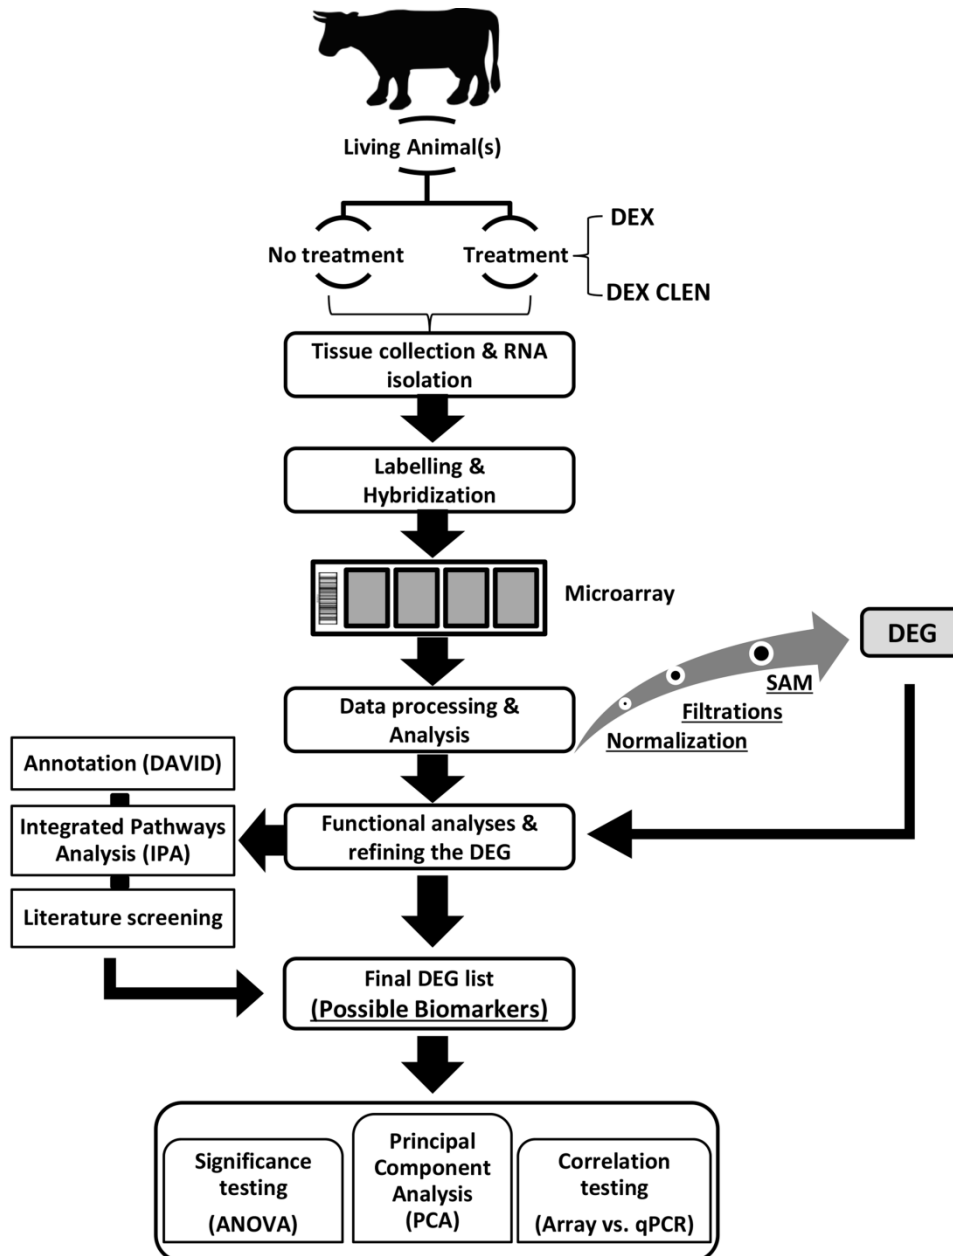 Living Animal(s)
No treatment
Treatment
DEX
DEX CLEN
Tissue collection & RNA
isolation
Labelling &
Hybridization
Microarray
Data processing &
Analysis
Normalization
Filtrations
SAM
DEG
Functional analyses &
refining the DEG
Annotation (DAVID)
Integrated Pathways
Analysis (IPA)
Literature screening
Final DEG list
(Possible Biomarkers)
Significance
testing
(ANOVA)
Principal
Component
Analysis
(PCA)
Correlation
testing
(Array vs. qPCR)